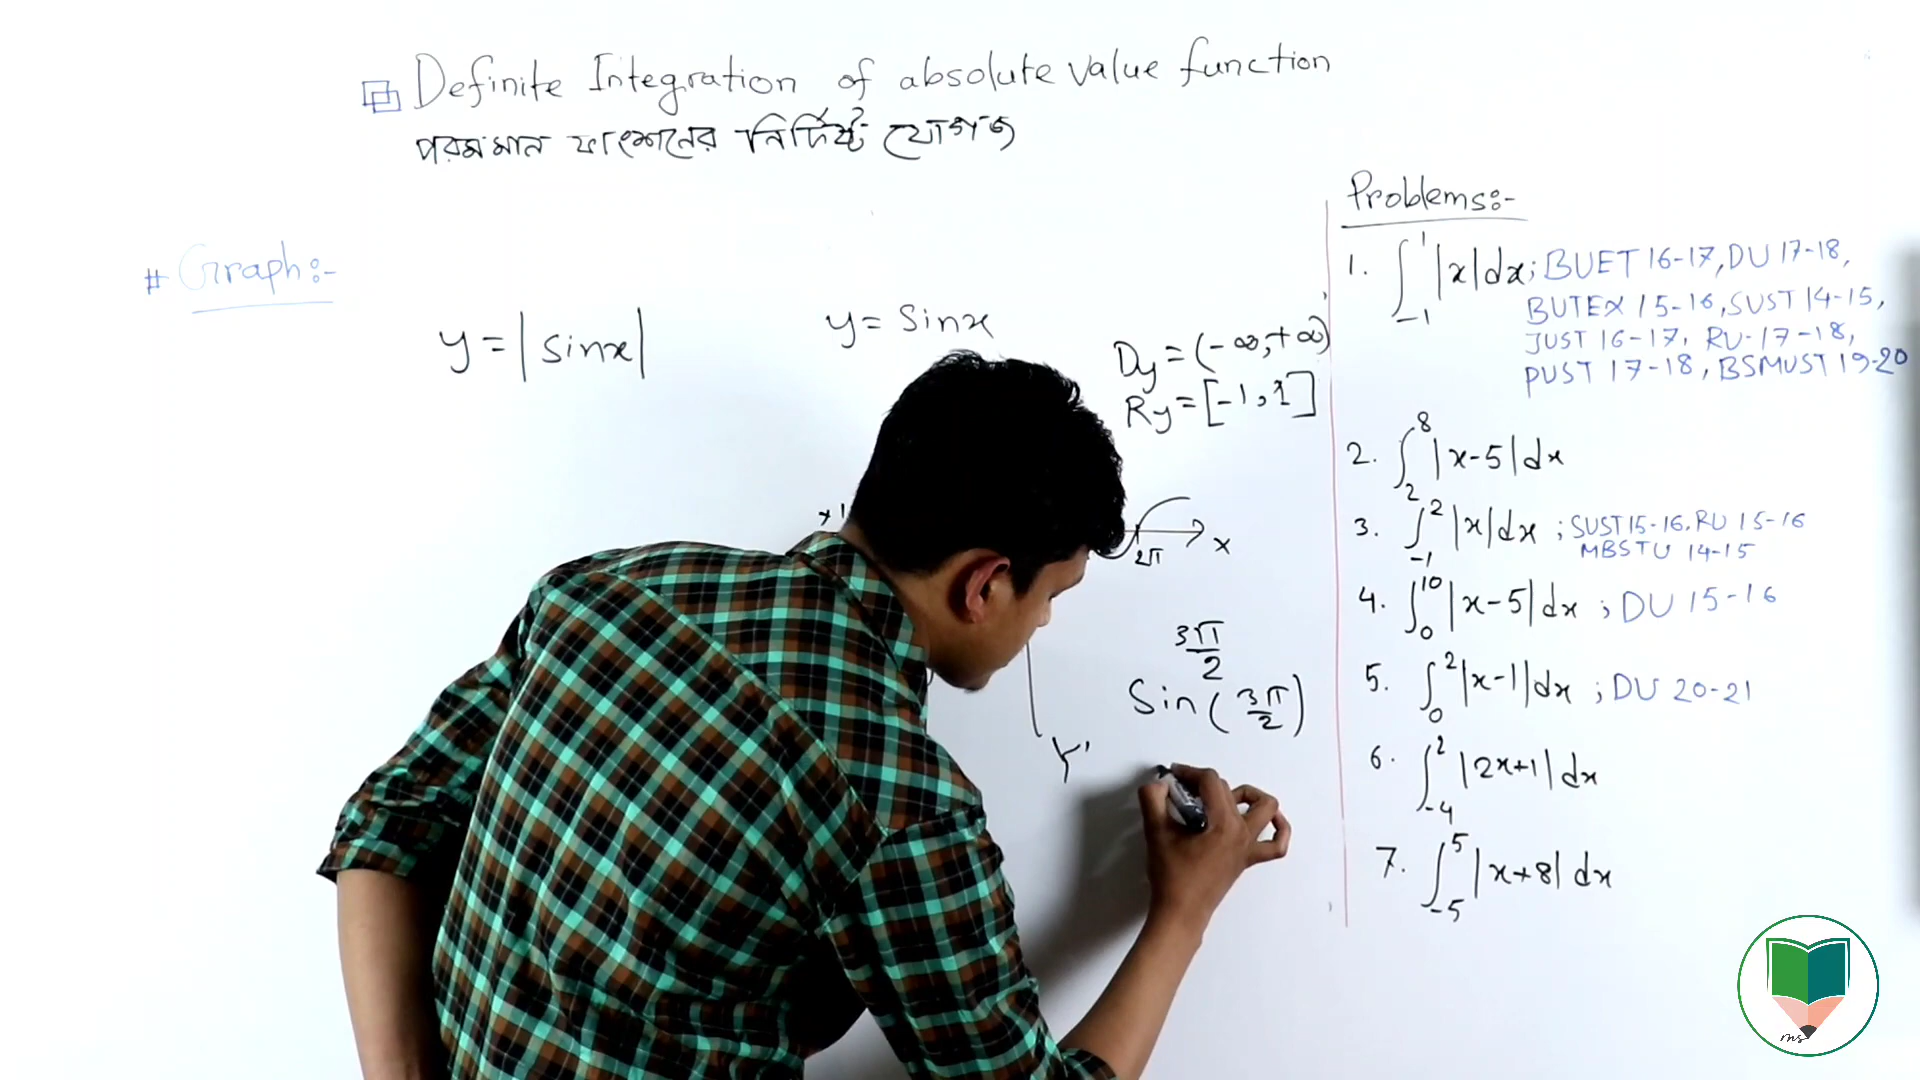 Definite Integration of absolute value function
পরমমান ফাংশনের নির্দিষ্ট যোগজ
# Graph:-
y = |sinx|
y = sinx
Dy = (-∞, +∞)
Ry = [-1, 1]
x'
2π
x
3π/2
Sin(3π/2)
Y'
Problems:-
1. ∫_{-1}^{1} |x|dx; BUET 16-17, DU 17-18,
BUTEX 15-16, SUST 14-15,
JUST 16-17, RU-17-18,
PUST 17-18, BSMUST 19-20
2. ∫_{2}^{8} |x-5|dx
3. ∫_{-1}^{2} |x|dx ; SUST 15-16, RU 15-16
MBSTU 14-15
4. ∫_{0}^{10} |x-5|dx ; DU 15-16
5. ∫_{0}^{2} |x-1|dx ; DU 20-21
6. ∫_{-4}^{2} |2x+1|dx
7. ∫_{-5}^{5} |x+8|dx
ms